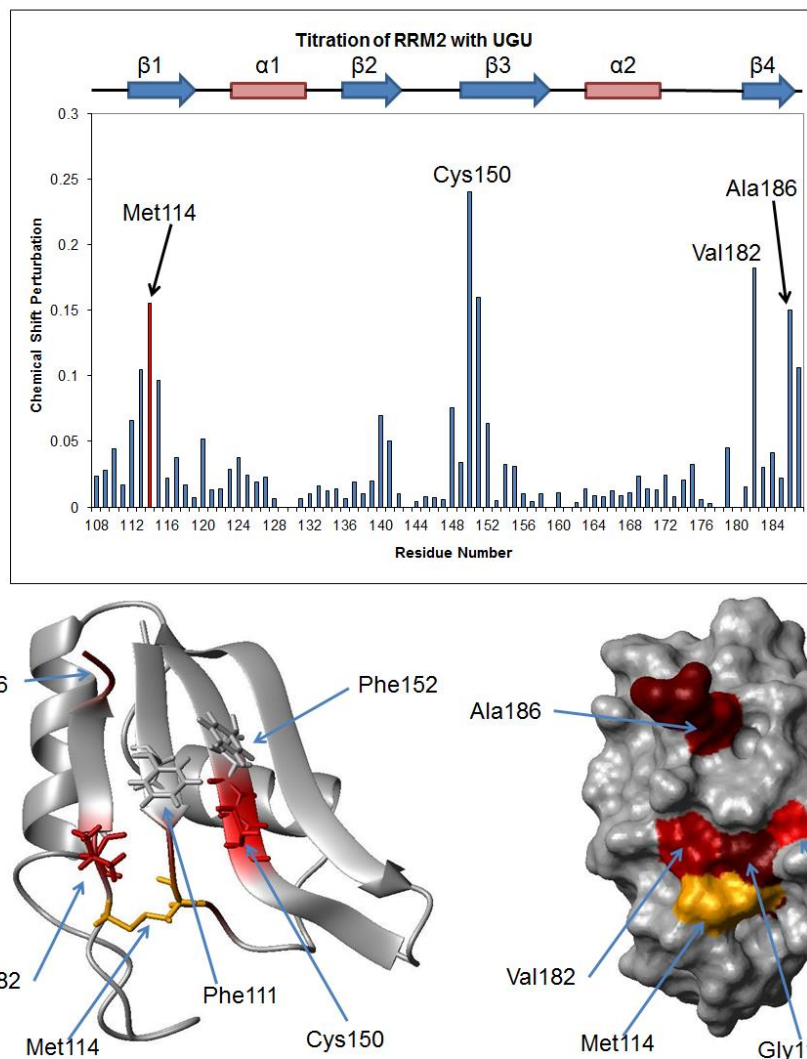 Titration of RRM2 with UGU
β1 α1 β2 β3 α2 β4
0.3
0.25
0.2
0.15
0.1
0.05
0
Chemical Shift Perturbation
Met114
Cys150
Val182
Ala186
108 112 116 120 124 128 132 136 140 144 148 152 156 160 164 168 172 176 180 184
Residue Number
6
Phe152
82
Met114
Phe111
Cys150
Ala186
Val182
Met114
Gly1